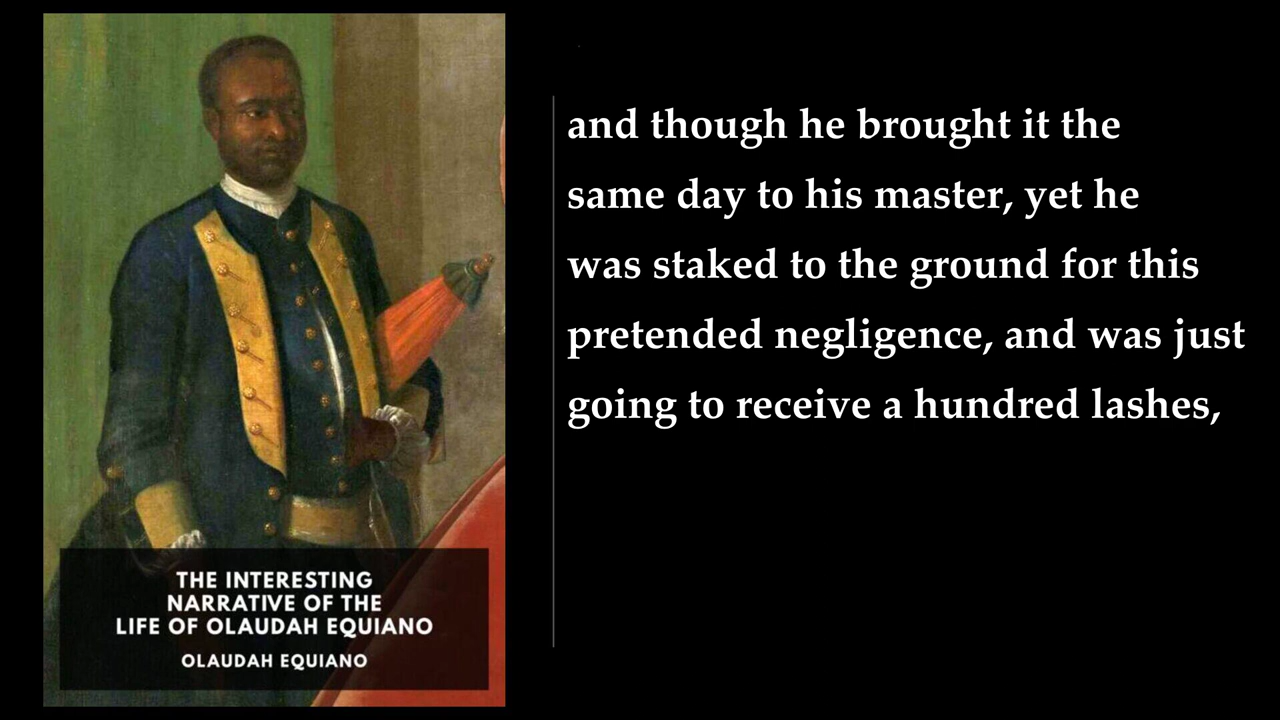 THE INTERESTING
NARRATIVE OF THE
LIFE OF OLAUDAH EQUIANO
OLAUDAH EQUIANO
and though he brought it the
same day to his master, yet he
was staked to the ground for this
pretended negligence, and was just
going to receive a hundred lashes,